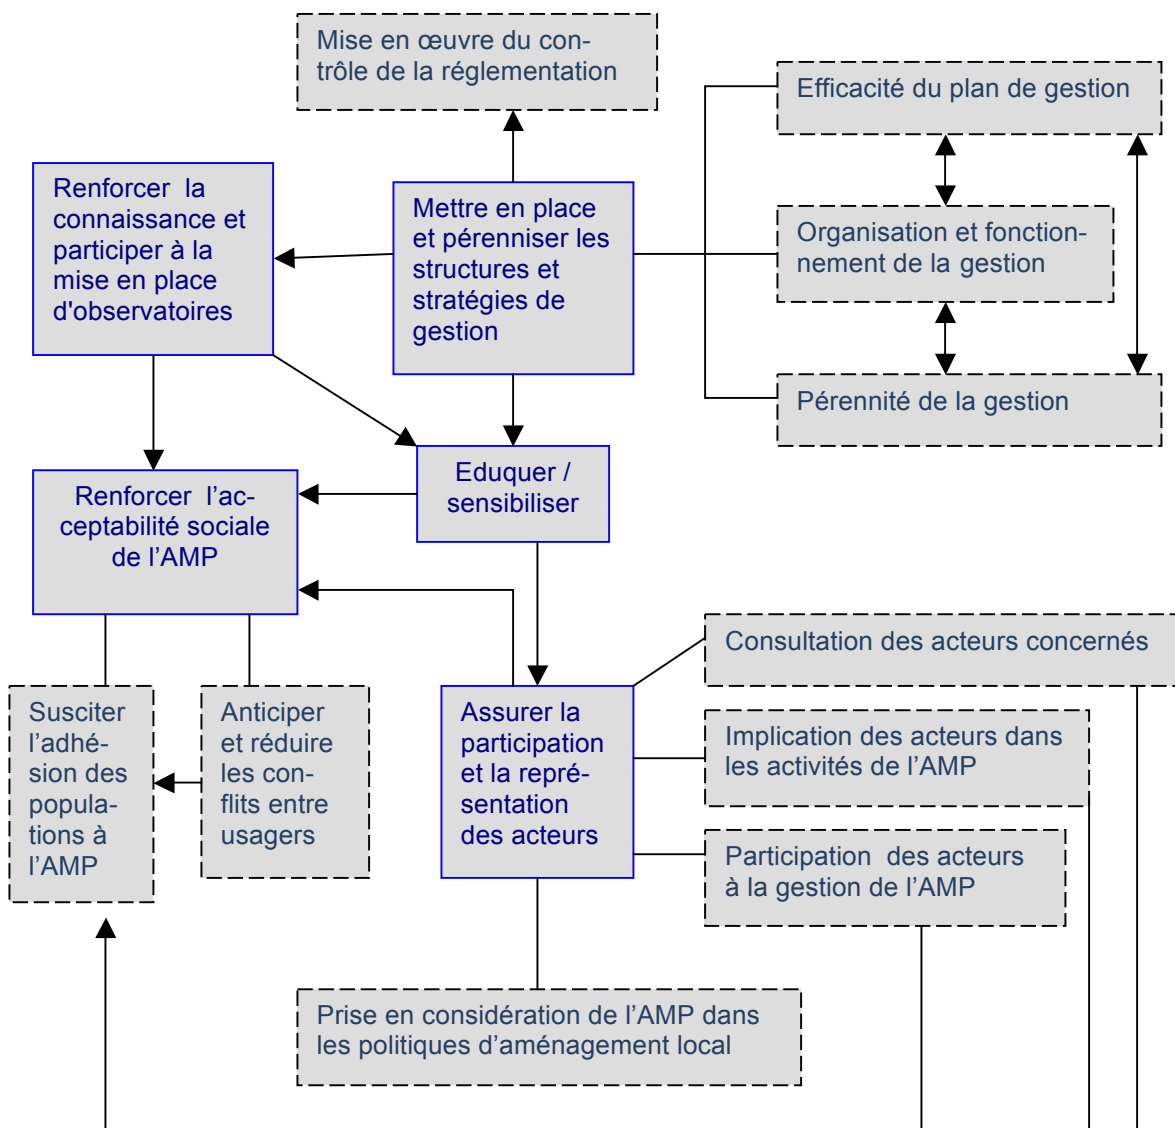 Mise en œuvre du con-
trôle de la réglementation
Efficacité du plan de gestion
Renforcer  la
connaissance et
participer à la
mise en place
d'observatoires
Mettre en place
et pérenniser les
structures et
stratégies de
gestion
Organisation et fonction-
nement de la gestion
Pérennité de la gestion
Eduquer /
sensibiliser
Renforcer  l’ac-
ceptabilité sociale
de l’AMP
Consultation des acteurs concernés
Susciter
l’adhé-
sion des
popula-
tions à
l’AMP
Anticiper
et réduire
les con-
flits entre
usagers
Assurer la
participation
et la repré-
sentation
des acteurs
Implication des acteurs dans
les activités de l’AMP
Participation  des acteurs
à la gestion de l’AMP
Prise en considération de l’AMP dans
les politiques d’aménagement local